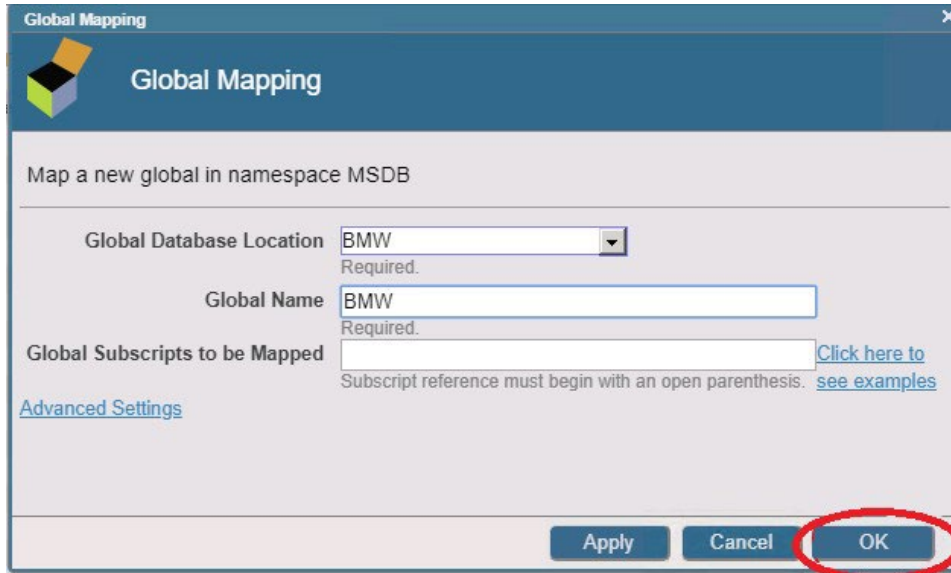 Global Mapping
Global Mapping
Map a new global in namespace MSDB
Global Database Location BMW
Required.
Global Name BMW
Required.
Global Subscripts to be Mapped Click here to
Subscript reference must begin with an open parenthesis. see examples
Advanced Settings
Apply Cancel OK